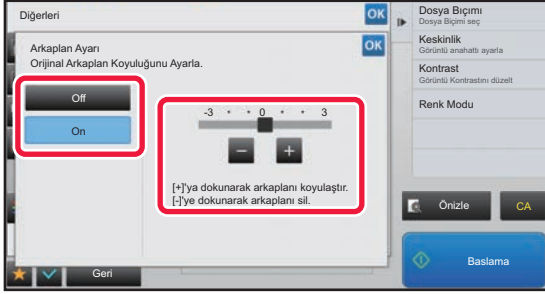 Diğerleri
OK
Arkaplan Ayarı
OK
Orijinal Arkaplan Koyuluğunu Ayarla.
Off
On
-3 • • 0 • • 3
− +
[+]'ya dokunarak arkaplanı koyulaştır.
[-]'ye dokunarak arkaplanı sil.
Geri
Dosya Bıçımı
Dosya Biçimi seç
Keskinlik
Görüntü anahattı ayarla
Kontrast
Görüntü Kontrastını düzelt
Renk Modu
Önizle
CA
Baslama